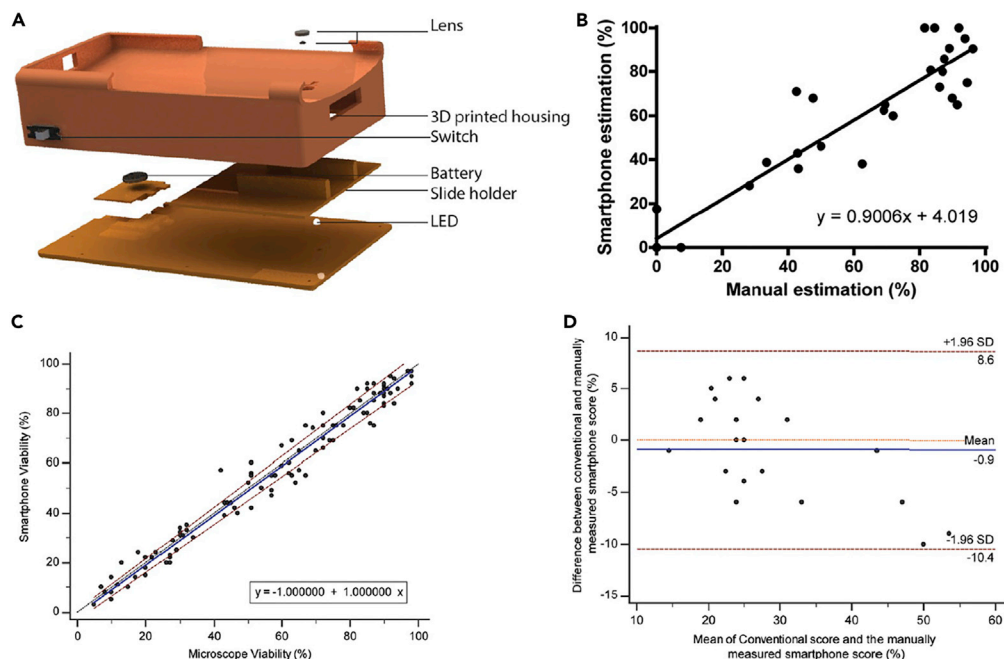 A
Lens
3D printed housing
Switch
Battery
Slide holder
LED
B
Smartphone estimation (%)
100
80
60
40
20
0
y = 0.9006x + 4.019
0 20 40 60 80 100
Manual estimation (%)
C
Smartphone Viability (%)
100
80
60
40
20
0
y = -1.000000 + 1.000000 x
0 20 40 60 80 100
Microscope Viability (%)
D
Difference between conventional and manually
measured smartphone score (%)
10
5
0
-5
-10
-15
+1.96 SD
8.6
Mean
-0.9
-1.96 SD
-10.4
10 20 30 40 50 60
Mean of Conventional score and the manually
measured smartphone score (%)